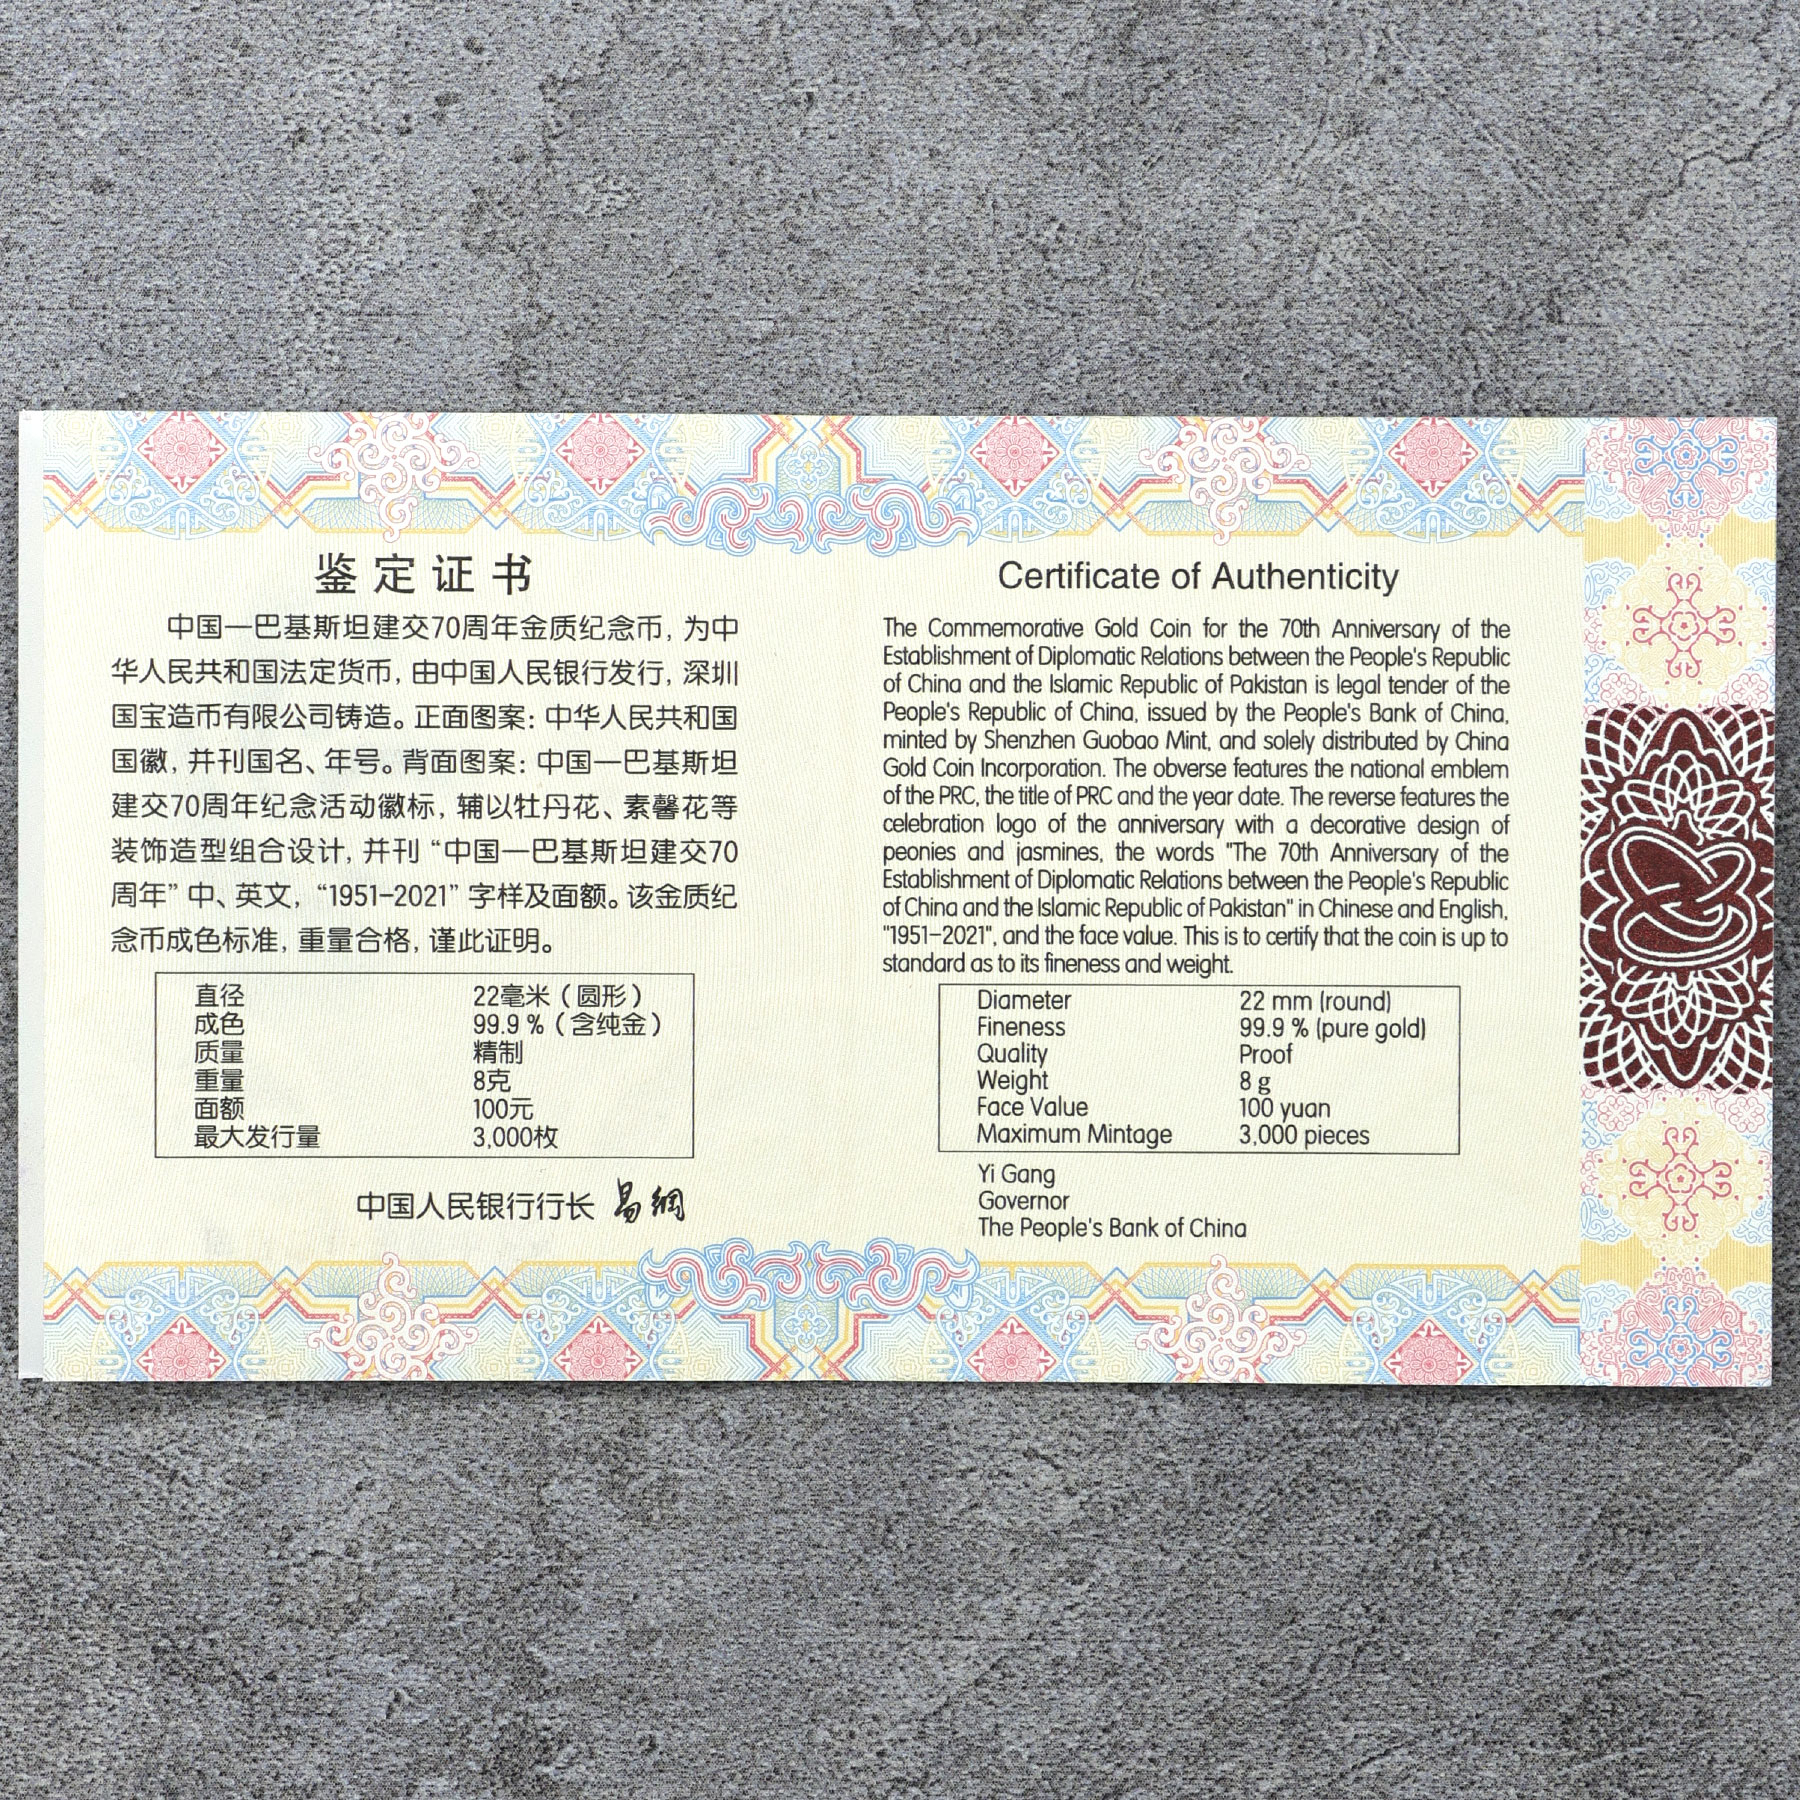 鉴定证书
中国—巴基斯坦建交70周年金质纪念币，为中
华人民共和国法定货币，由中国人民银行发行，深圳
国宝造币有限公司铸造。正面图案：中华人民共和国
国徽，并刊国名、年号。背面图案：中国—巴基斯坦
建交70周年纪念活动徽标，辅以牡丹花、素馨花等
装饰造型组合设计，并刊“中国—巴基斯坦建交70
周年”中、英文，“1951-2021”字样及面额。该金质纪
念币成色标准，重量合格，谨此证明。
直径 22毫米（圆形）
成色 99.9 %（含纯金）
质量 精制
重量 8克
面额 100元
最大发行量 3,000枚
中国人民银行行长 易纲
Certificate of Authenticity
The Commemorative Gold Coin for the 70th Anniversary of the
Establishment of Diplomatic Relations between the People's Republic
of China and the Islamic Republic of Pakistan is legal tender of the
People's Republic of China, issued by the People's Bank of China,
minted by Shenzhen Guobao Mint, and solely distributed by China
Gold Coin Incorporation. The obverse features the national emblem
of the PRC, the title of PRC and the year date. The reverse features the
celebration logo of the anniversary with a decorative design of
peonies and jasmines, the words "The 70th Anniversary of the
Establishment of Diplomatic Relations between the People's Republic
of China and the Islamic Republic of Pakistan" in Chinese and English,
"1951-2021", and the face value. This is to certify that the coin is up to
standard as to its fineness and weight.
Diameter 22 mm (round)
Fineness 99.9 % (pure gold)
Quality Proof
Weight 8 g
Face Value 100 yuan
Maximum Mintage 3,000 pieces
Yi Gang
Governor
The People's Bank of China